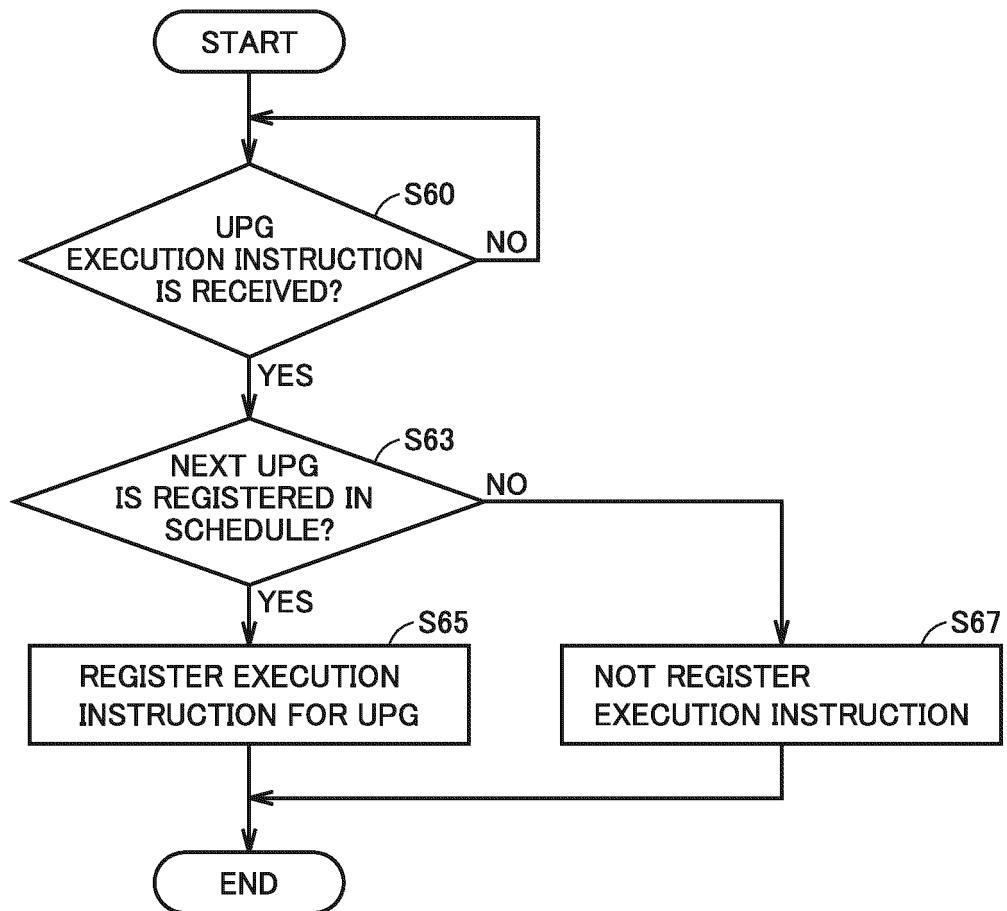 START
S60
UPG
EXECUTION INSTRUCTION
IS RECEIVED?
NO
YES
S63
NEXT UPG
IS REGISTERED IN
SCHEDULE?
NO
YES
S65
REGISTER EXECUTION
INSTRUCTION FOR UPG
S67
NOT REGISTER
EXECUTION INSTRUCTION
END